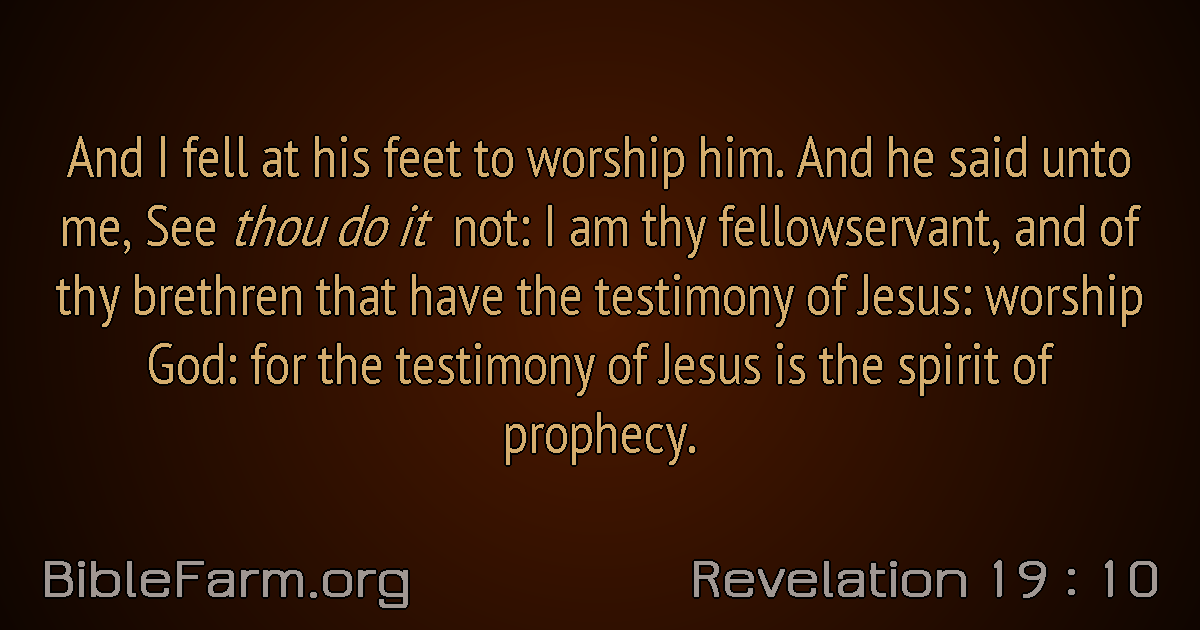 And I fell at his feet to worship him. And he said unto
me, See thou do it not: I am thy fellowservant, and of
thy brethren that have the testimony of Jesus: worship
God: for the testimony of Jesus is the spirit of
prophecy.
BibleFarm.org
Revelation 19 : 10